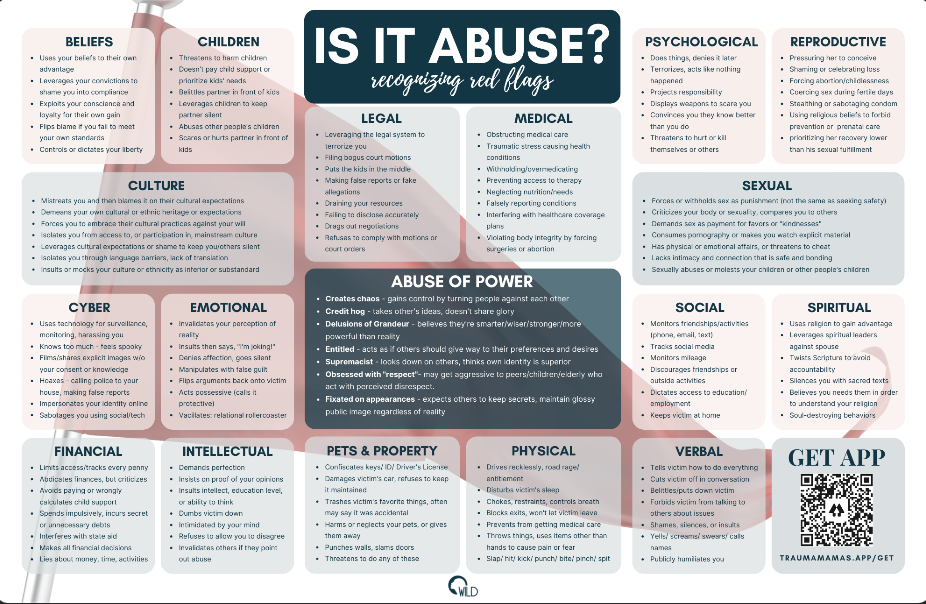 IS IT ABUSE?
recognizing red flags
BELIEFS
• Uses your beliefs to their own
advantage
• Leverages your convictions to
shame you into compliance
• Exploits your conscience and
loyalty for their own gain
• Flips blame if you fail to meet
your own standards
• Controls or dictates your liberty
CHILDREN
• Threatens to harm children
• Doesn't pay child support or
prioritize kids' needs
• Belittles partner in front of kids
• Leverages children to keep
partner silent
• Abuses other people's children
• Scares or hurts partner in front of
kids
LEGAL
• Leveraging the legal system to
terrorize you
• Filing bogus court motions
• Puts the kids in the middle
• Making false reports or fake
allegations
• Draining your resources
• Failing to disclose accurately
• Drags out negotiations
• Refuses to comply with motions or
court orders
MEDICAL
• Obstructing medical care
• Traumatic stress causing health
conditions
• Withholding/overmedicating
• Preventing access to therapy
• Neglecting nutrition/needs
• Falsely reporting conditions
• Interfering with healthcare coverage
plans
• Violating body integrity by forcing
surgeries or abortion
PSYCHOLOGICAL
• Does things, denies it later
• Terrorizes, acts like nothing
happened
• Projects responsibility
• Displays weapons to scare you
• Convinces you they know better
than you do
• Threatens to hurt or kill
themselves or others
REPRODUCTIVE
• Pressuring her to conceive
• Shaming or celebrating loss
• Forcing abortion/childlessness
• Coercing sex during fertile days
• Stealthing or sabotaging condom
• Using religious beliefs to forbid
prevention or prenatal care
• prioritizing her recovery lower
than his sexual fulfillment
CULTURE
• Mistreats you and then blames it on their cultural expectations
• Demeans your own cultural or ethnic heritage or expectations
• Forces you to embrace their cultural practices against your will
• Isolates you from access to, or participation in, mainstream culture
• Leverages cultural expectations or shame to keep you/others silent
• Isolates you through language barriers, lack of translation
• Insults or mocks your culture or ethnicity as inferior or substandard
SEXUAL
• Forces or withholds sex as punishment (not the same as seeking safety)
• Criticizes your body or sexuality, compares you to others
• Demands sex as payment for favors or "kindnesses"
• Consumes pornography or makes you watch explicit material
• Has physical or emotional affairs, or threatens to cheat
• Lacks intimacy and connection that is safe and bonding
• Sexually abuses or molests your children or other people's children
ABUSE OF POWER
• Creates chaos - gains control by turning people against each other
• Credit hog - takes other's ideas, doesn't share glory
• Delusions of Grandeur - believes they're smarter/wiser/stronger/more
powerful than reality
• Entitled - acts as if others should give way to their preferences and desires
• Supremacist - looks down on others, thinks own identity is superior
• Obsessed with "respect"- may get aggressive to peers/children/elderly who
act with perceived disrespect.
• Fixated on appearances - expects others to keep secrets, maintain glossy
public image regardless of reality
CYBER
• Uses technology for surveillance,
monitoring, harassing you
• Knows too much - feels spooky
• Films/shares explicit images w/o
your consent or knowledge
• Hoaxes - calling police to your
house, making false reports
• Impersonates your identity online
• Sabotages you using social/tech
EMOTIONAL
• Invalidates your perception of
reality
• Insults then says, "I'm joking!"
• Denies affection, goes silent
• Manipulates with false guilt
• Flips arguments back onto victim
• Acts possessive (calls it
protective)
• Vacillates: relational rollercoaster
SOCIAL
• Monitors friendships/activities
(phone, email, text)
• Tracks social media
• Monitors mileage
• Discourages friendships or
outside activities
• Dictates access to education/
employment
• Keeps victim at home
SPIRITUAL
• Uses religion to gain advantage
• Leverages spiritual leaders
against spouse
• Twists Scripture to avoid
accountability
• Silences you with sacred texts
• Believes you needs them in order
to understand your religion
• Soul-destroying behaviors
FINANCIAL
• Limits access/tracks every penny
• Abdicates finances, but criticizes
• Avoids paying or wrongly
calculates child support
• Spends impulsively, incurs secret
or unnecessary debts
• Interferes with state aid
• Makes all financial decisions
• Lies about money, time, activities
INTELLECTUAL
• Demands perfection
• Insists on proof of your opinions
• Insults intellect, education level,
or ability to think
• Dumbs victim down
• Intimidated by your mind
• Refuses to allow you to disagree
• Invalidates others if they point
out abuse
PETS & PROPERTY
• Confiscates keys/ ID/ Driver's License
• Damages victim's car, refuses to keep
it maintained
• Trashes victim's favorite things, often
may say it was accidental
• Harms or neglects your pets, or gives
them away
• Punches walls, slams doors
• Threatens to do any of these
PHYSICAL
• Drives recklessly, road rage/
entitlement
• Disturbs victim's sleep
• Chokes, restraints, controls breath
• Blocks exits, won't let victim leave
• Prevents from getting medical care
• Throws things, uses items other than
hands to cause pain or fear
• Slap/ hit/ kick/ punch/ bite/ pinch/ spit
VERBAL
• Tells victim how to do everything
• Cuts victim off in conversation
• Belittles/puts down victim
• Forbids victim from talking to
others about issues
• Shames, silences, or insults
• Yells/ screams/ swears/ calls
names
• Publicly humiliates you
GET APP
TRAUMAMAMAS.APP/GET
WILD